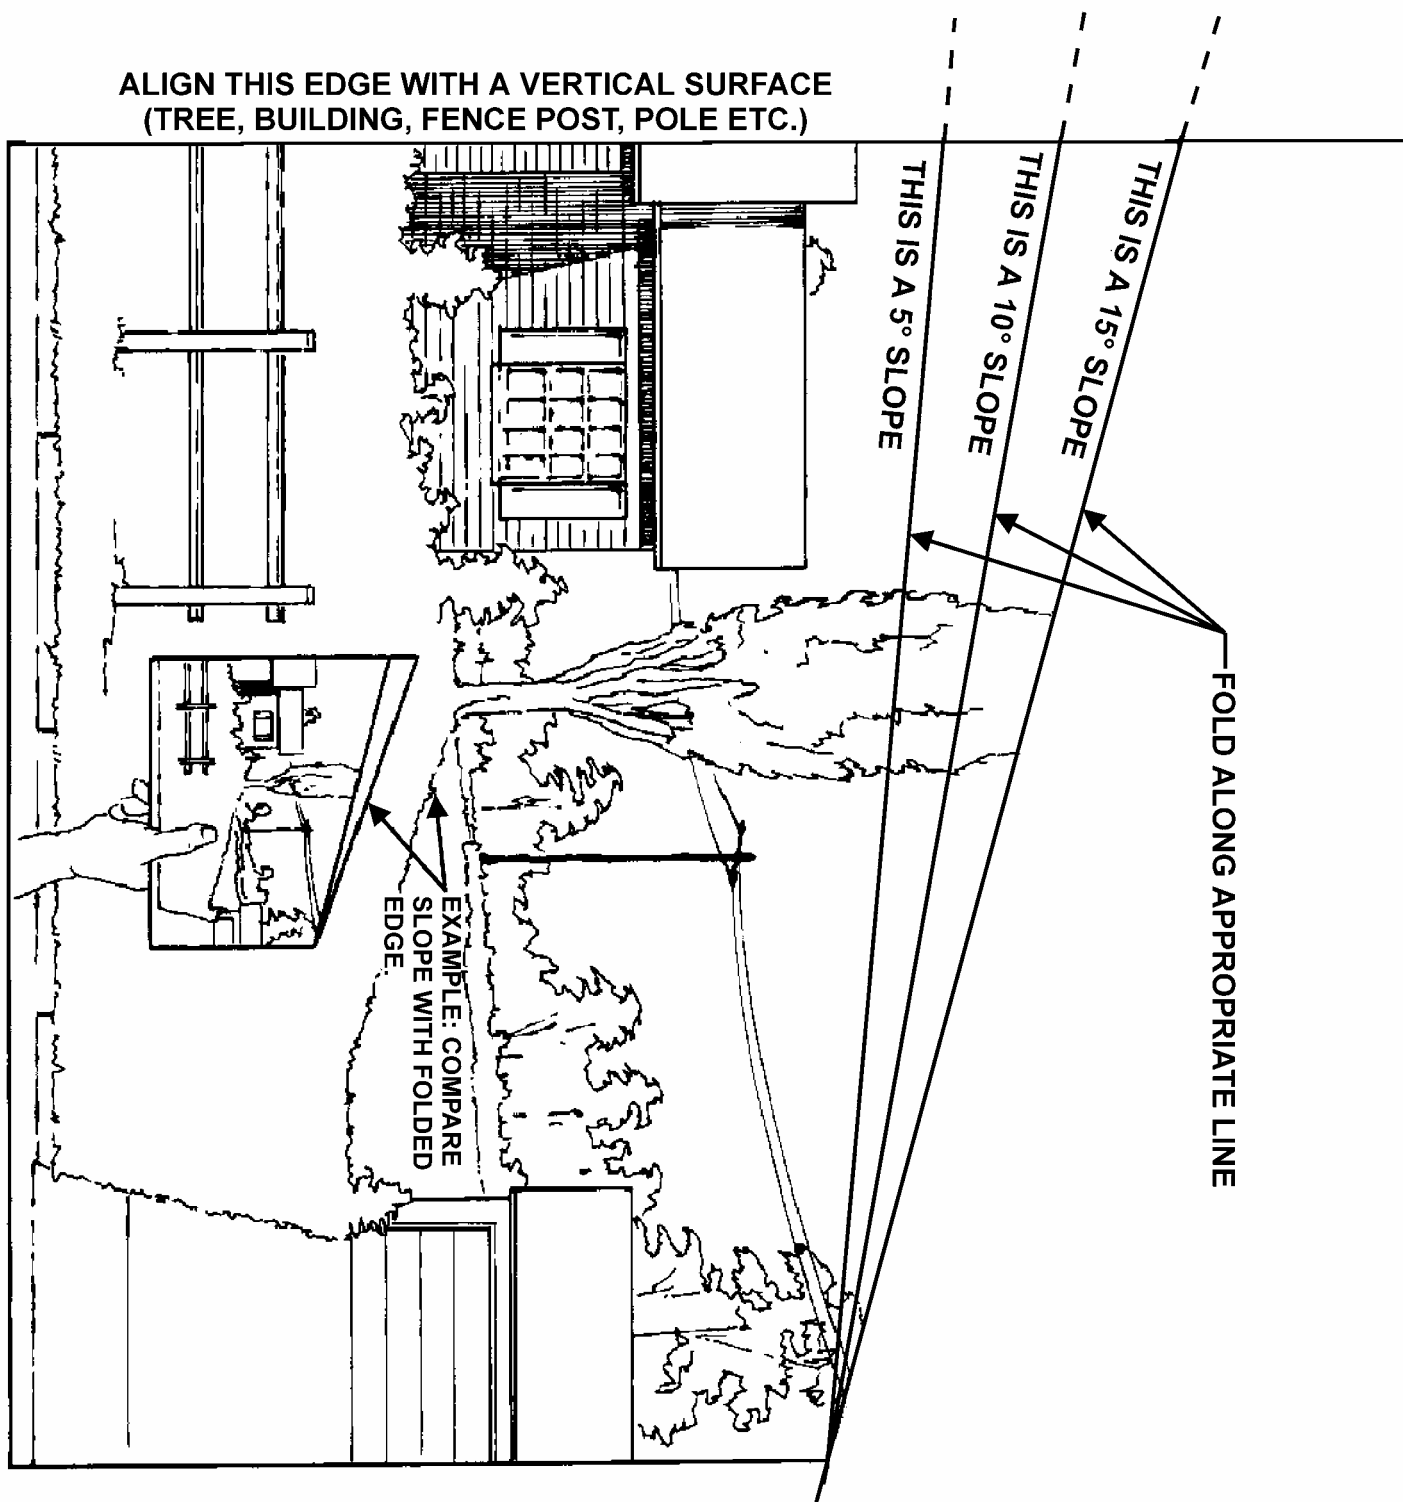 ALIGN THIS EDGE WITH A VERTICAL SURFACE
(TREE, BUILDING, FENCE POST, POLE ETC.)
THIS IS A 5° SLOPE
THIS IS A 10° SLOPE
THIS IS A 15° SLOPE
FOLD ALONG APPROPRIATE LINE
EXAMPLE: COMPARE
SLOPE WITH FOLDED
EDGE.